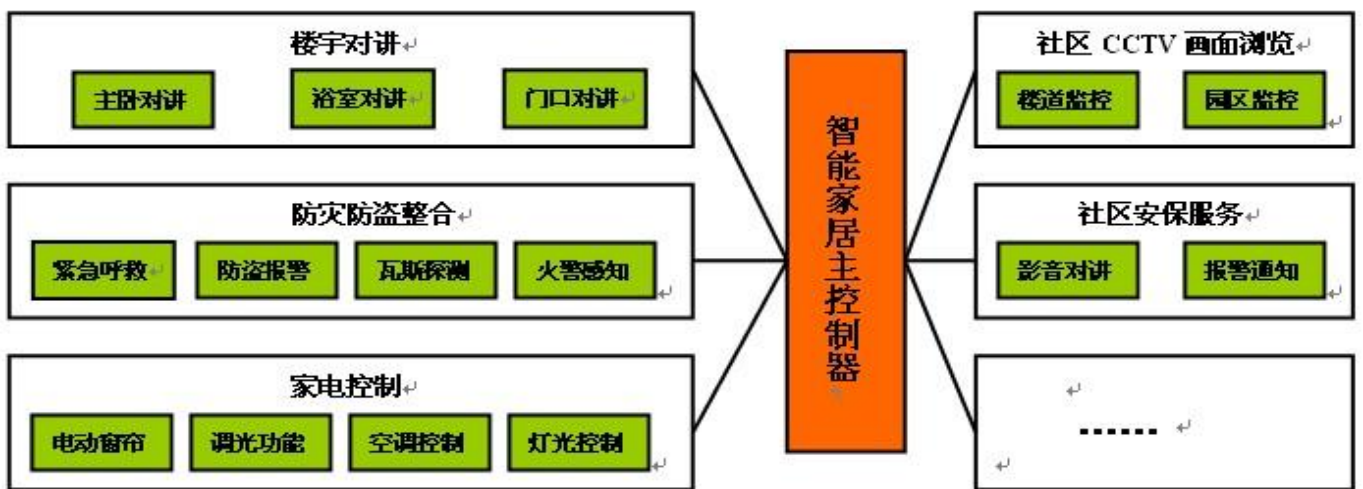 楼宇对讲
主卧对讲 浴室对讲 门口对讲
防灾防盗整合
紧急呼救 防盗报警 瓦斯探测 火警感知
家电控制
电动窗帘 调光功能 空调控制 灯光控制
智能家居主控制器
社区 CCTV 画面浏览
楼道监控 园区监控
社区安保服务
影音对讲 报警通知
......